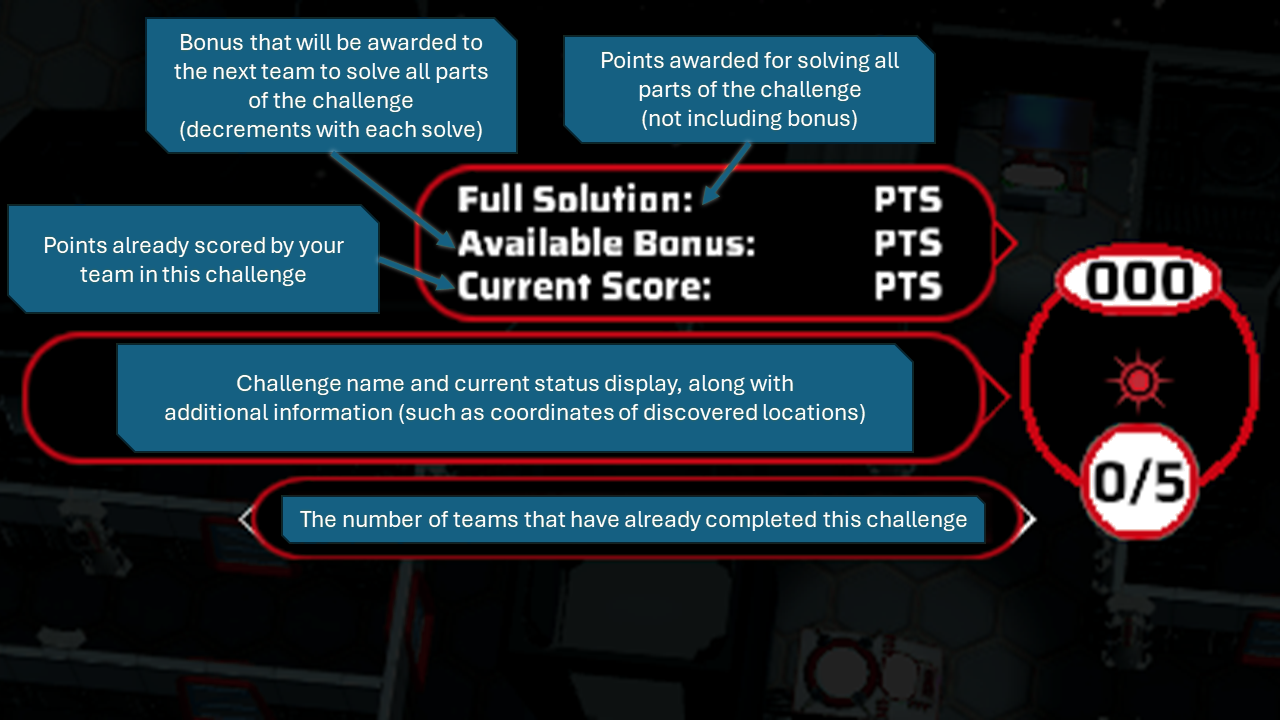 Bonus that will be awarded to
the next team to solve all parts
of the challenge
(decrements with each solve)
Points awarded for solving all
parts of the challenge
(not including bonus)
Full Solution: PTS
Available Bonus: PTS
Current Score: PTS
Points already scored by your
team in this challenge
000
Challenge name and current status display, along with
additional information (such as coordinates of discovered locations)
0/5
The number of teams that have already completed this challenge